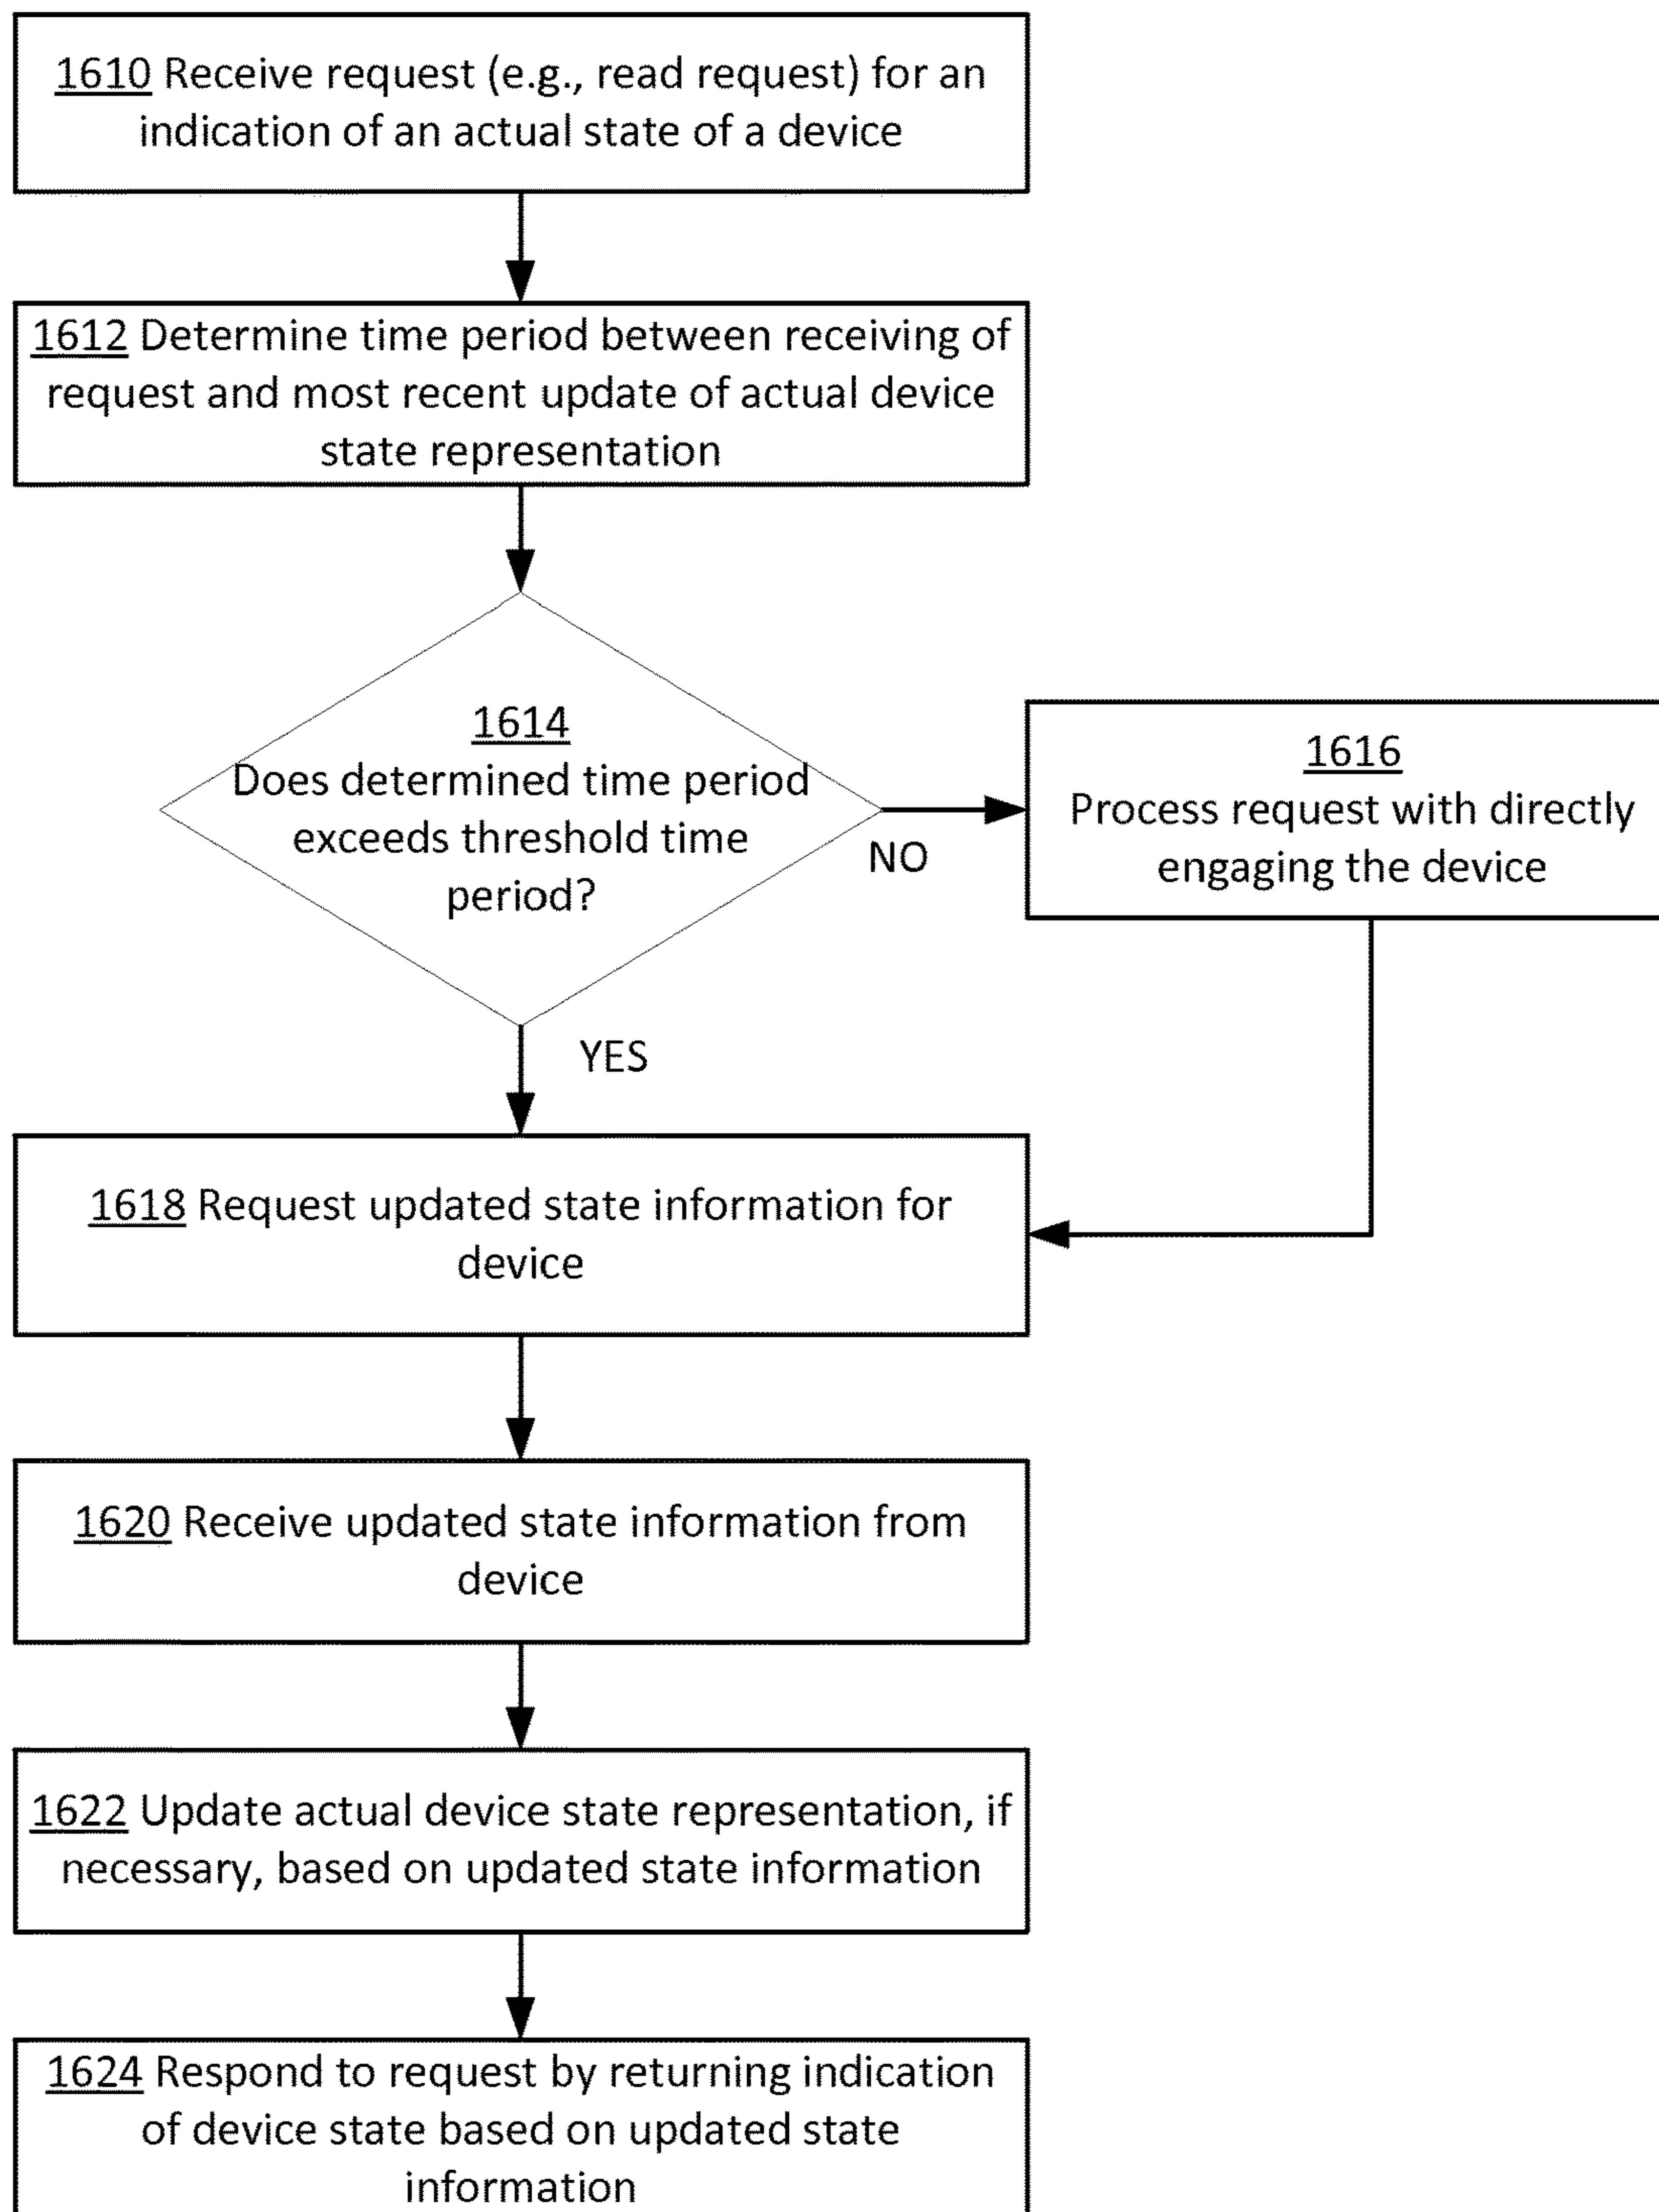 1610 Receive request (e.g., read request) for an
indication of an actual state of a device
1612 Determine time period between receiving of
request and most recent update of actual device
state representation
1614
Does determined time period
exceeds threshold time
period?
NO
1616
Process request with directly
engaging the device
YES
1618 Request updated state information for
device
1620 Receive updated state information from
device
1622 Update actual device state representation, if
necessary, based on updated state information
1624 Respond to request by returning indication
of device state based on updated state
information